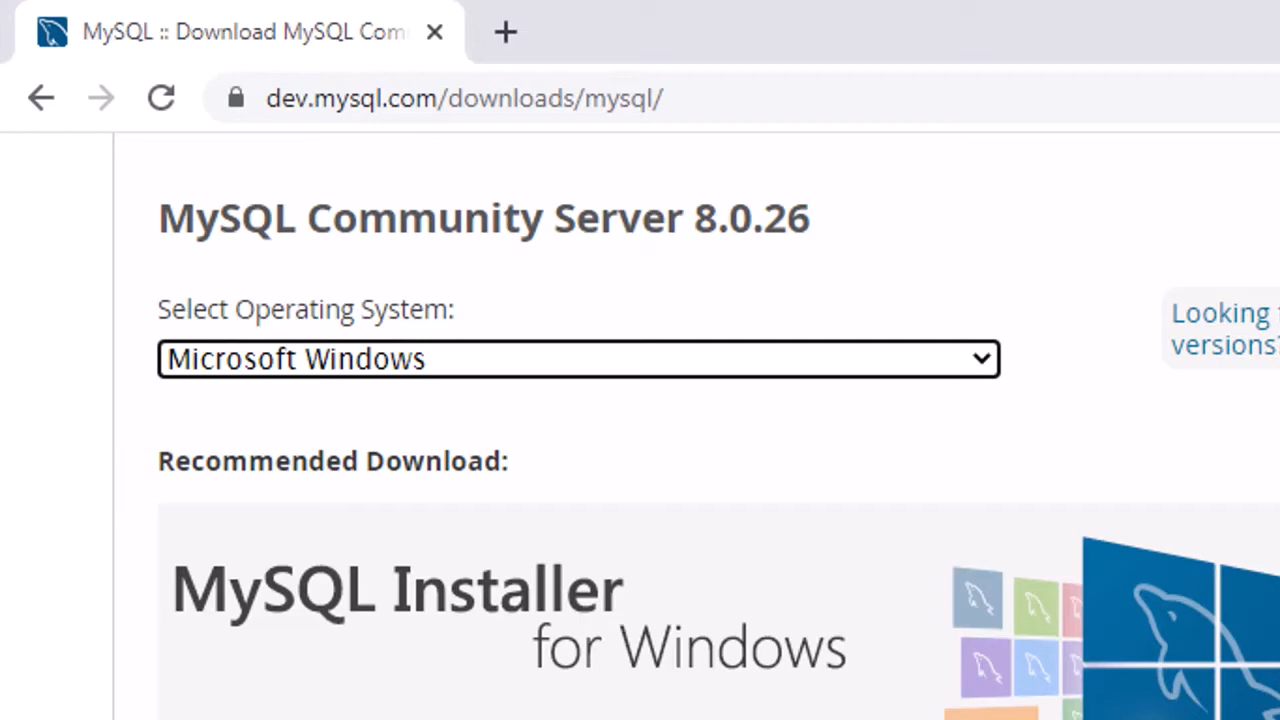 MySQL :: Download MySQL Com
dev.mysql.com/downloads/mysql/
MySQL Community Server 8.0.26
Select Operating System:
Looking
versions?
Microsoft Windows
Recommended Download:
MySQL Installer
for Windows